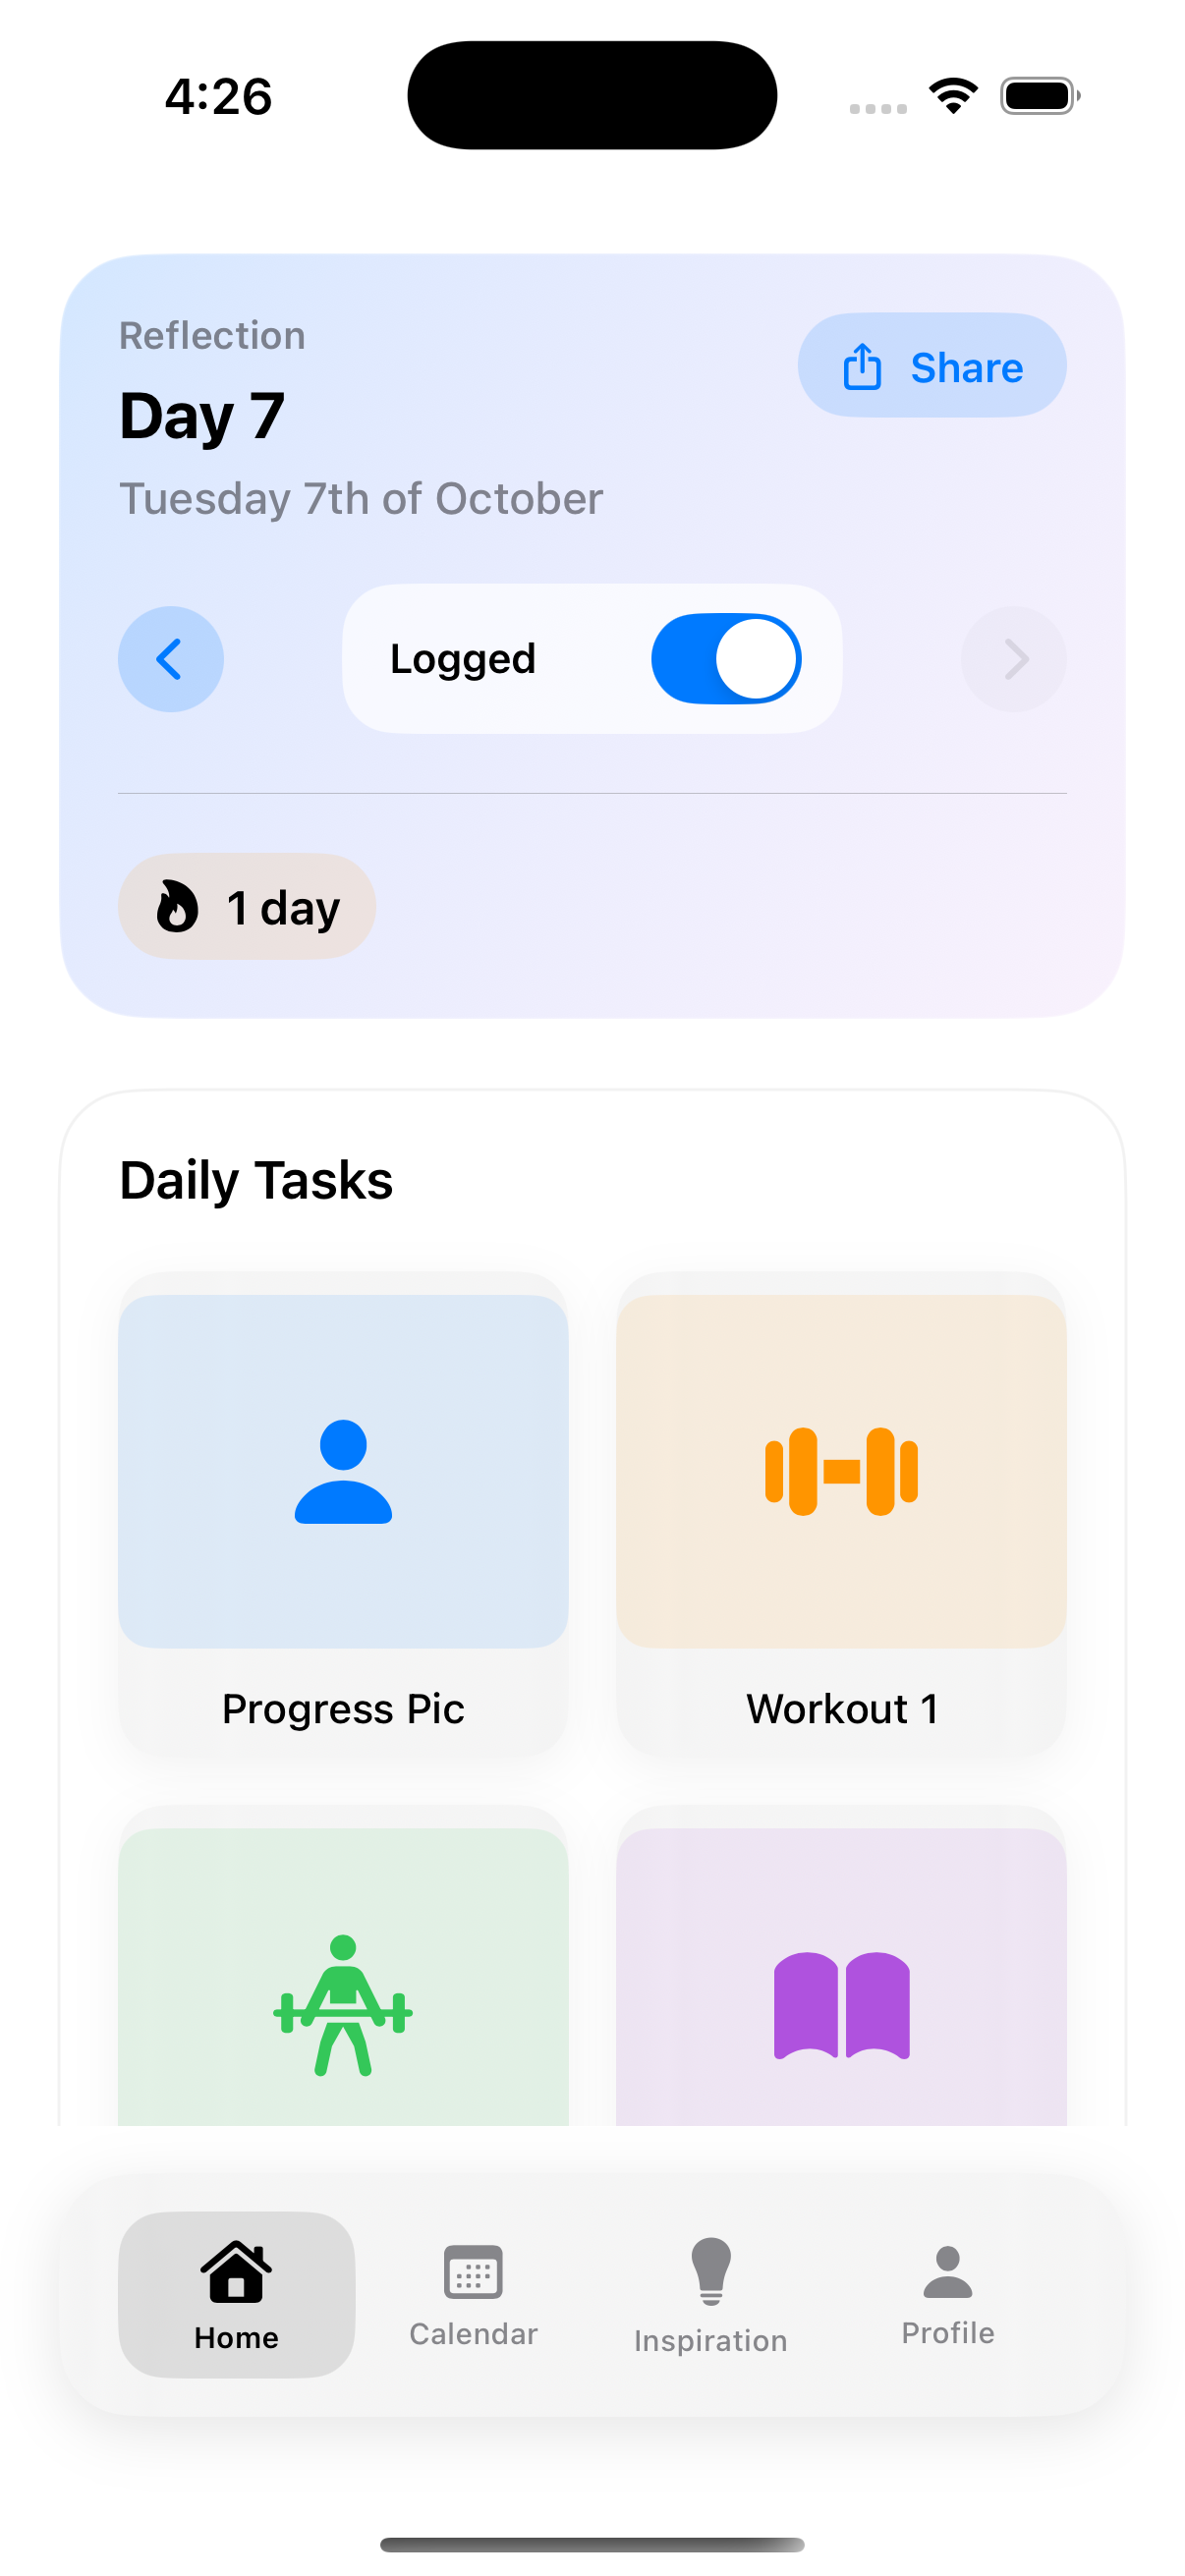 4:26
Reflection
Share
Day 7
Tuesday 7th of October
Logged
1 day
Daily Tasks
Progress Pic
Workout 1
Home
Calendar
Inspiration
Profile